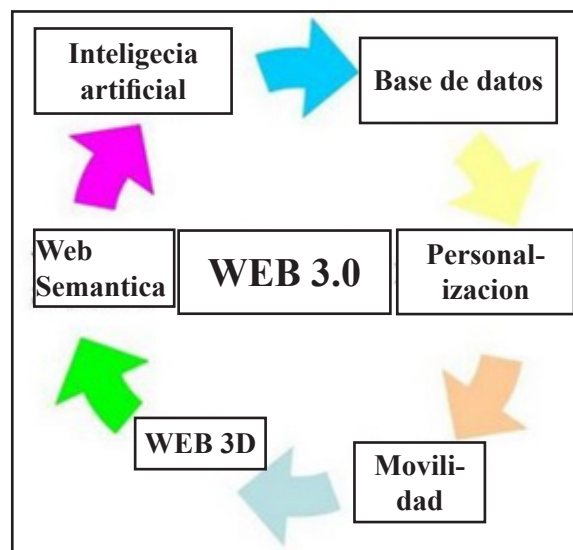 Inteligecia
artificial
Base de datos
Web
Semantica
WEB 3.0
Personal-
izacion
WEB 3D
Movili-
dad